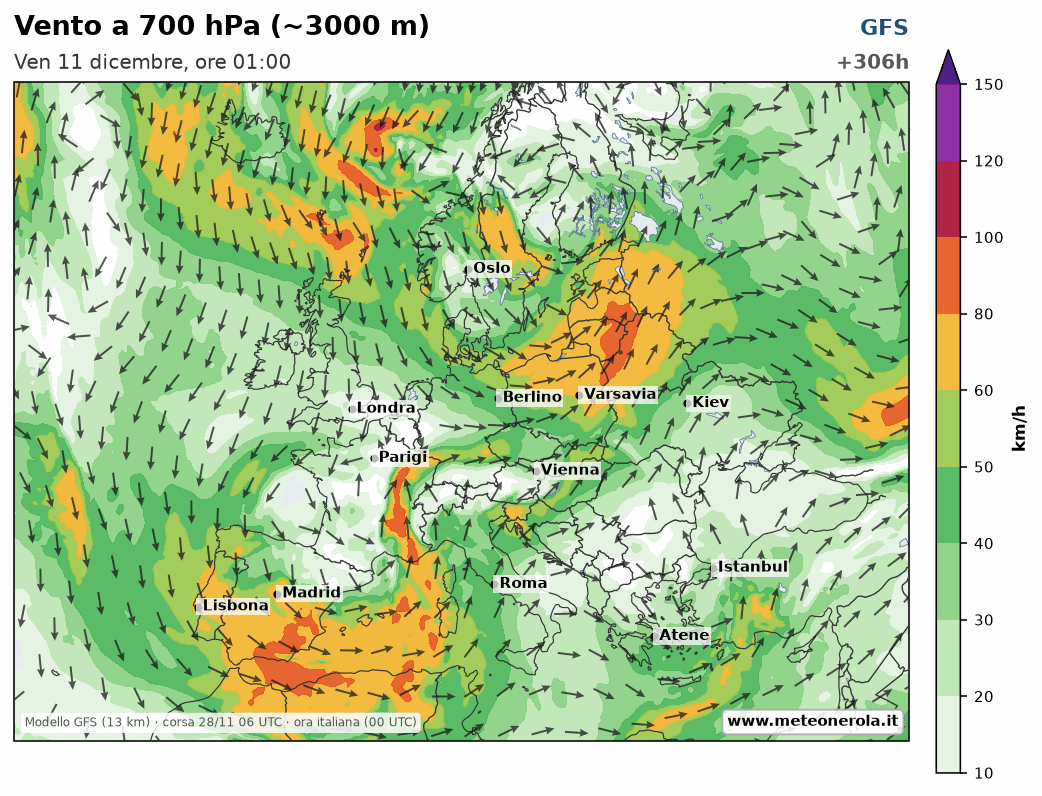 Vento a 700 hPa (~3000 m)
GFS
Ven 11 dicembre, ore 01:00
+306h
150
120
100
80
60
50
40
30
20
10
km/h
Oslo
Berlino
Varsavia
Kiev
Londra
Parigi
Vienna
Istanbul
Roma
Madrid
Lisbona
Atene
Modello GFS (13 km) · corsa 28/11 06 UTC · ora italiana (00 UTC)
www.meteonerola.it